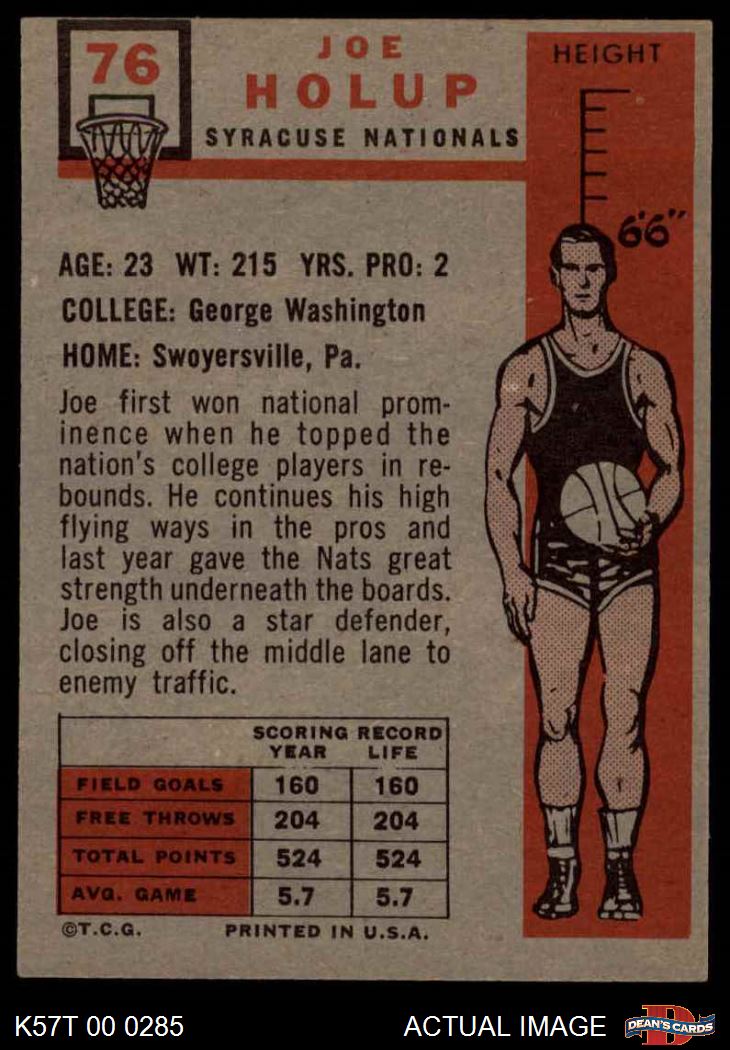 76
JOE
HOLUP
SYRACUSE NATIONALS
HEIGHT
6'6"
AGE: 23 WT: 215 YRS. PRO: 2
COLLEGE: George Washington
HOME: Swoyersville, Pa.
Joe first won national prom-
inence when he topped the
nation's college players in re-
bounds. He continues his high
flying ways in the pros and
last year gave the Nats great
strength underneath the boards.
Joe is also a star defender,
closing off the middle lane to
enemy traffic.
SCORING RECORD
YEAR LIFE
FIELD GOALS 160 160
FREE THROWS 204 204
TOTAL POINTS 524 524
AVG. GAME 5.7 5.7
©T.C.G. PRINTED IN U.S.A.
K57T 00 0285 ACTUAL IMAGE
D
DEAN'S CARDS